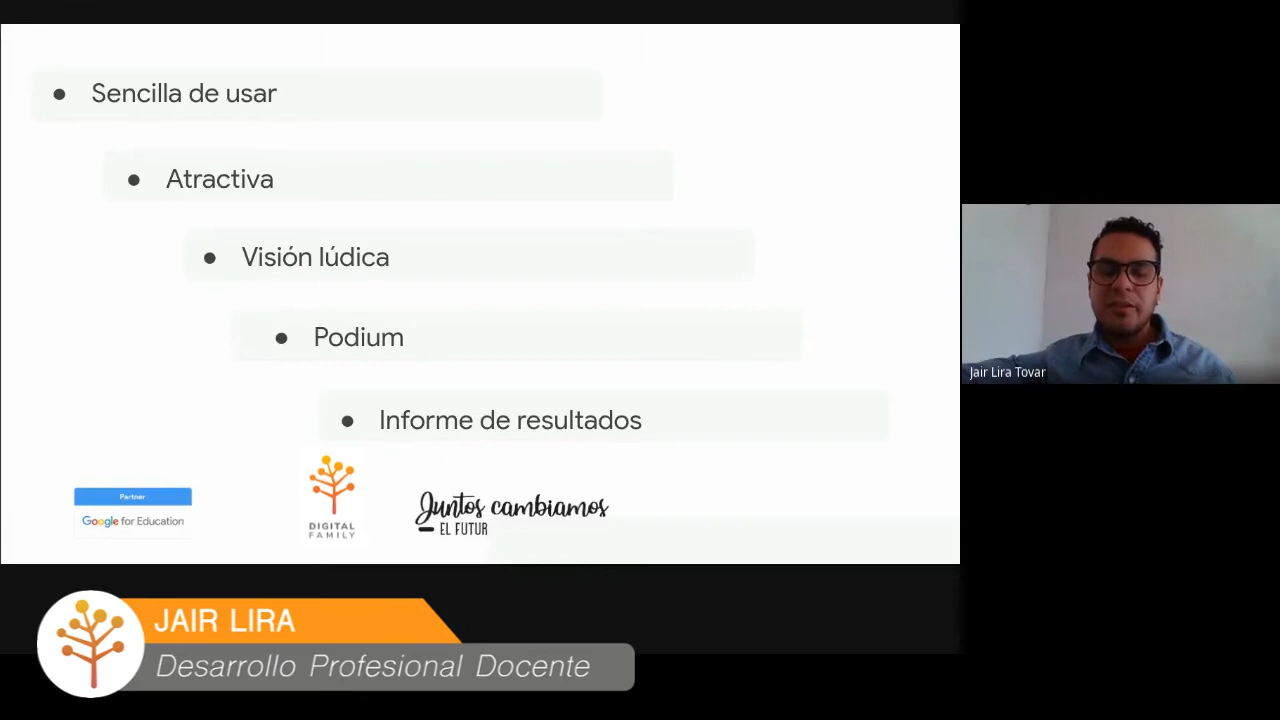 Sencilla de usar
Atractiva
Visión lúdica
Podium
Informe de resultados
Partner
Google for Education
DIGITAL
FAMILY
Juntos cambiamos
EL FUTUR
Jair Lira Tovar
JAIR LIRA
Desarrollo Profesional Docente